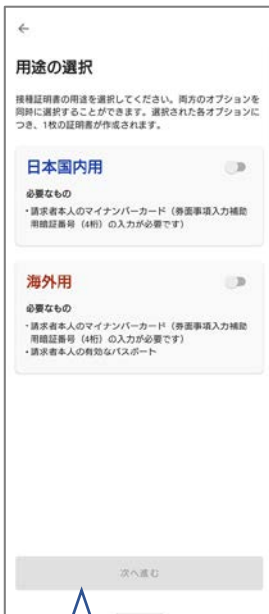 用途の選択
接種証明書の用途を選択してください。両方のオプションを
同時に選択することができます。選択された各オプションに
つき、1枚の証明書が作成されます。
日本国内用
必要なもの
・請求者本人のマイナンバーカード（券面事項入力補助
用暗証番号（4桁）の入力が必要です）
海外用
必要なもの
・請求者本人のマイナンバーカード（券面事項入力補助
用暗証番号（4桁）の入力が必要です）
・請求者本人の有効なパスポート
次へ進む